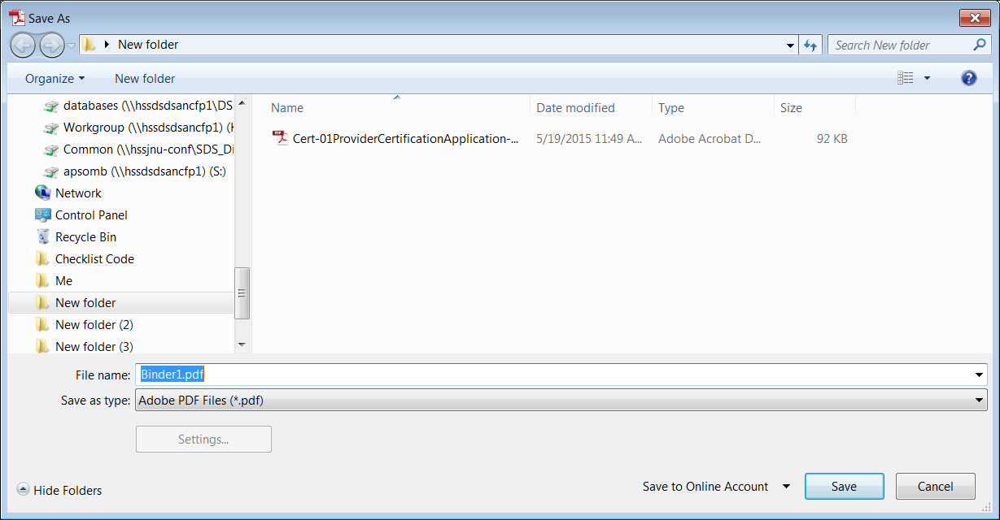 Save As
New folder
Search New folder
Organize New folder
Name Date modified Type Size
Cert-01ProviderCertificationApplication-... 5/19/2015 11:49 A... Adobe Acrobat D... 92 KB
databases (\\hssdsdsancfp1\DS
Workgroup (\\hssdsdsancfp1) (
Common (\\hssjnu-conf\SDS_Di
apsomb (\\hssdsdsancfp1) (S:)
Network
Control Panel
Recycle Bin
Checklist Code
Me
New folder
New folder (2)
New folder (3)
File name: Binder1.pdf
Save as type: Adobe PDF Files (*.pdf)
Settings...
Hide Folders Save to Online Account Save Cancel